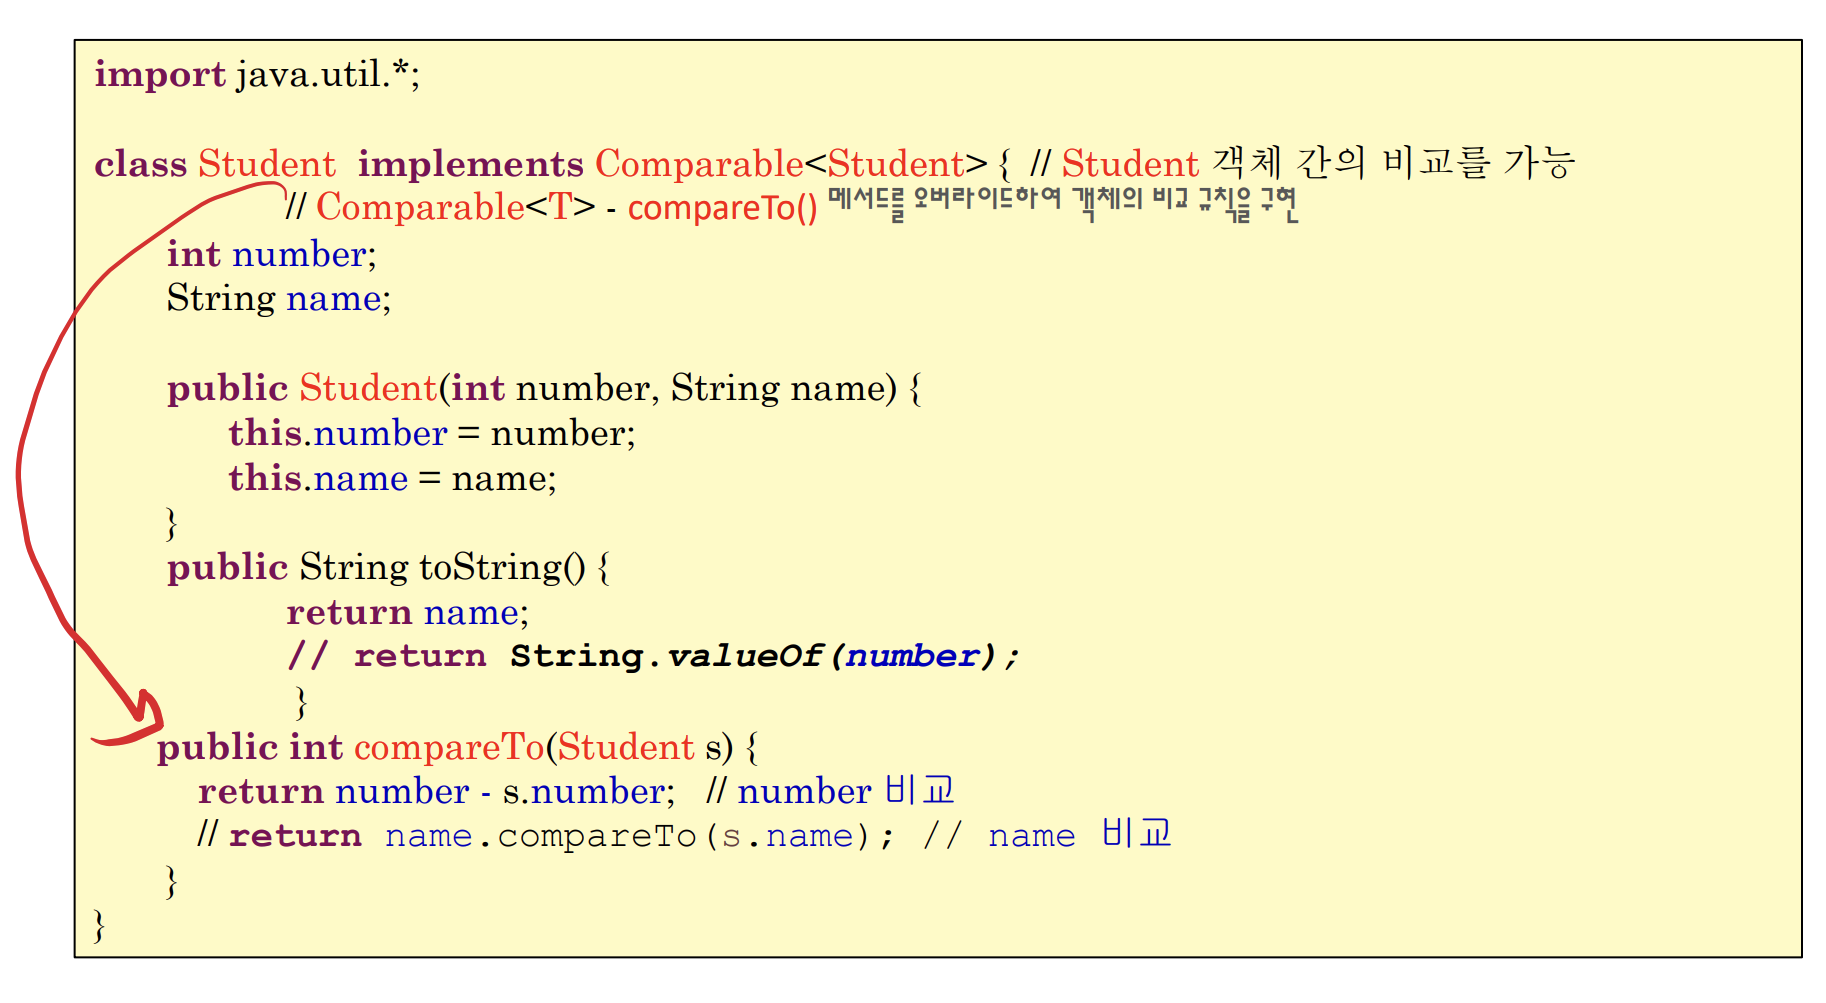 import java.util.*;
class Student implements Comparable<Student> { // Student 객체 간의 비교를 가능
// Comparable<T> - compareTo() 메서드를 오버라이드하여 객체의 비교 규칙을 구현
int number;
String name;
public Student(int number, String name) {
this.number = number;
this.name = name;
}
public String toString() {
return name;
// return String.valueOf(number);
}
public int compareTo(Student s) {
return number - s.number; // number 비교
// return name.compareTo(s.name); // name 비교
}
}